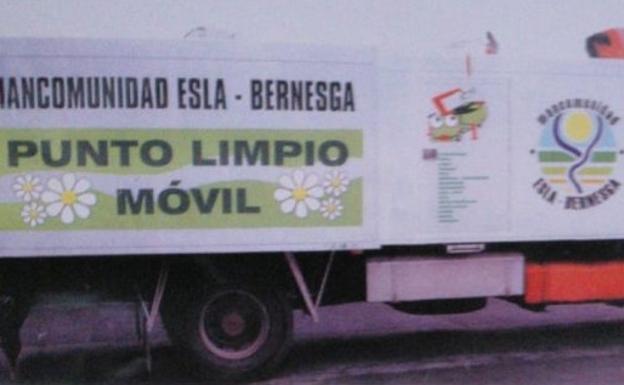 MANCOMUNIDAD ESLA - BERNESGA
PUNTO LIMPIO
MÓVIL
mancomunidad
ESLA - BERNESGA